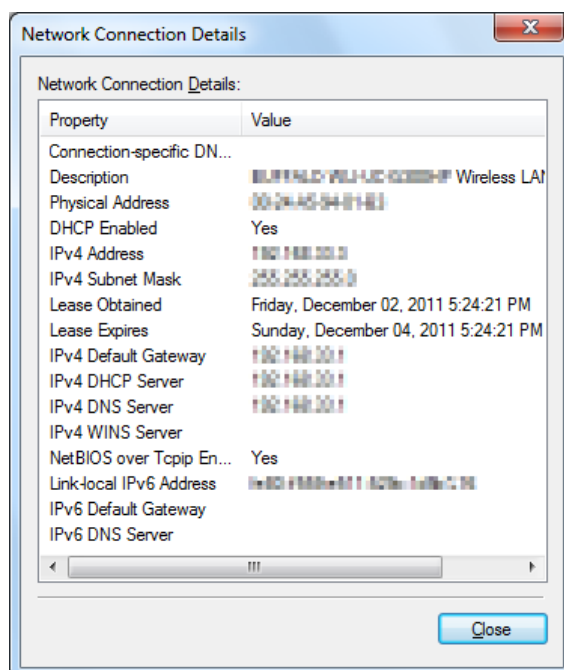 Network Connection Details
Network Connection Details:
Property Value
Connection-specific DN...
Description Wireless LAN
Physical Address
DHCP Enabled Yes
IPv4 Address
IPv4 Subnet Mask
Lease Obtained Friday, December 02, 2011 5:24:21 PM
Lease Expires Sunday, December 04, 2011 5:24:21 PM
IPv4 Default Gateway
IPv4 DHCP Server
IPv4 DNS Server
IPv4 WINS Server
NetBIOS over Tcpip En... Yes
Link-local IPv6 Address
IPv6 Default Gateway
IPv6 DNS Server
Close